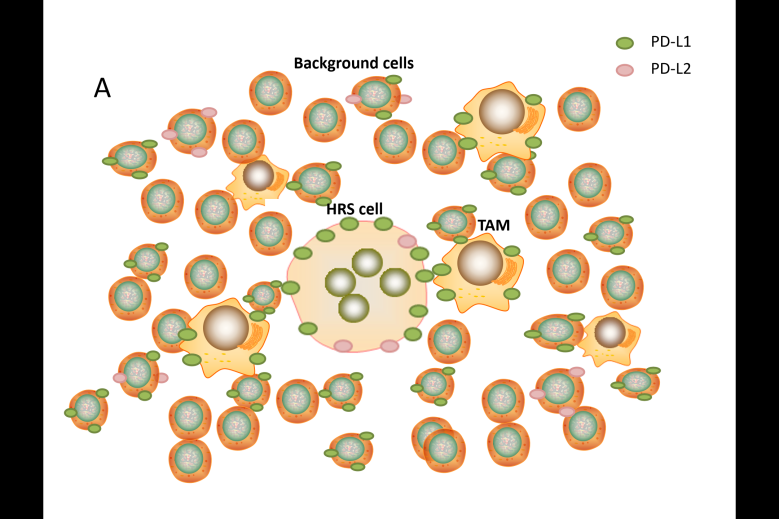 PD-L1
PD-L2
Background cells
A
HRS cell
TAM